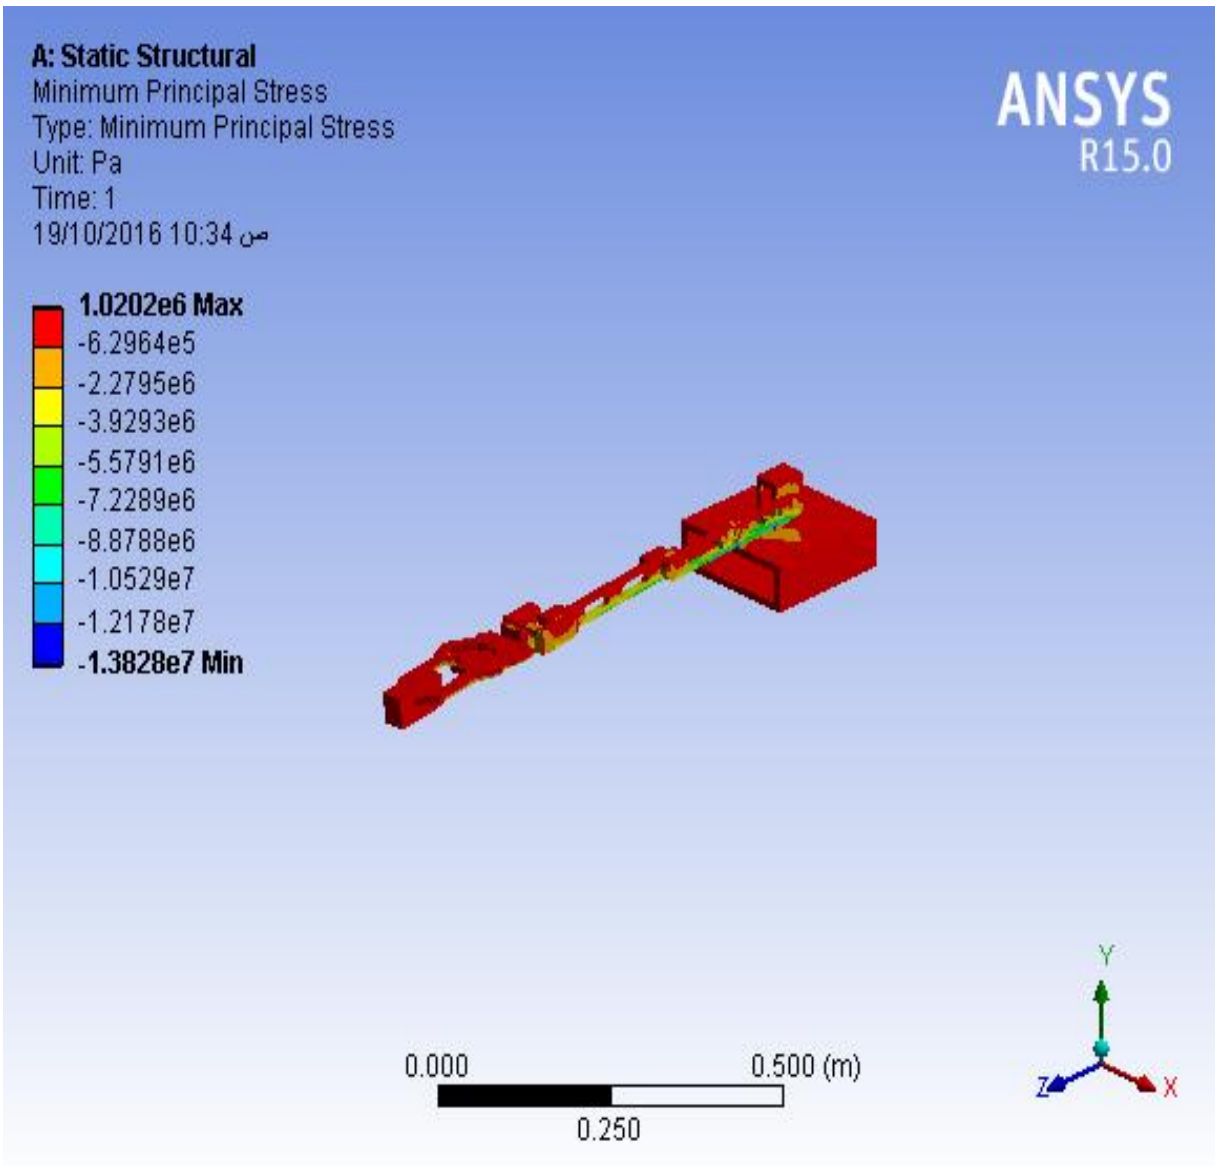 A: Static Structural
Minimum Principal Stress
Type: Minimum Principal Stress
Unit: Pa
Time: 1
19/10/2016 10:34 ص
ANSYS
R15.0
1.0202e6 Max
-6.2964e5
-2.2795e6
-3.9293e6
-5.5791e6
-7.2289e6
-8.8788e6
-1.0529e7
-1.2178e7
-1.3828e7 Min
0.000
0.500 (m)
0.250
Y
Z
X